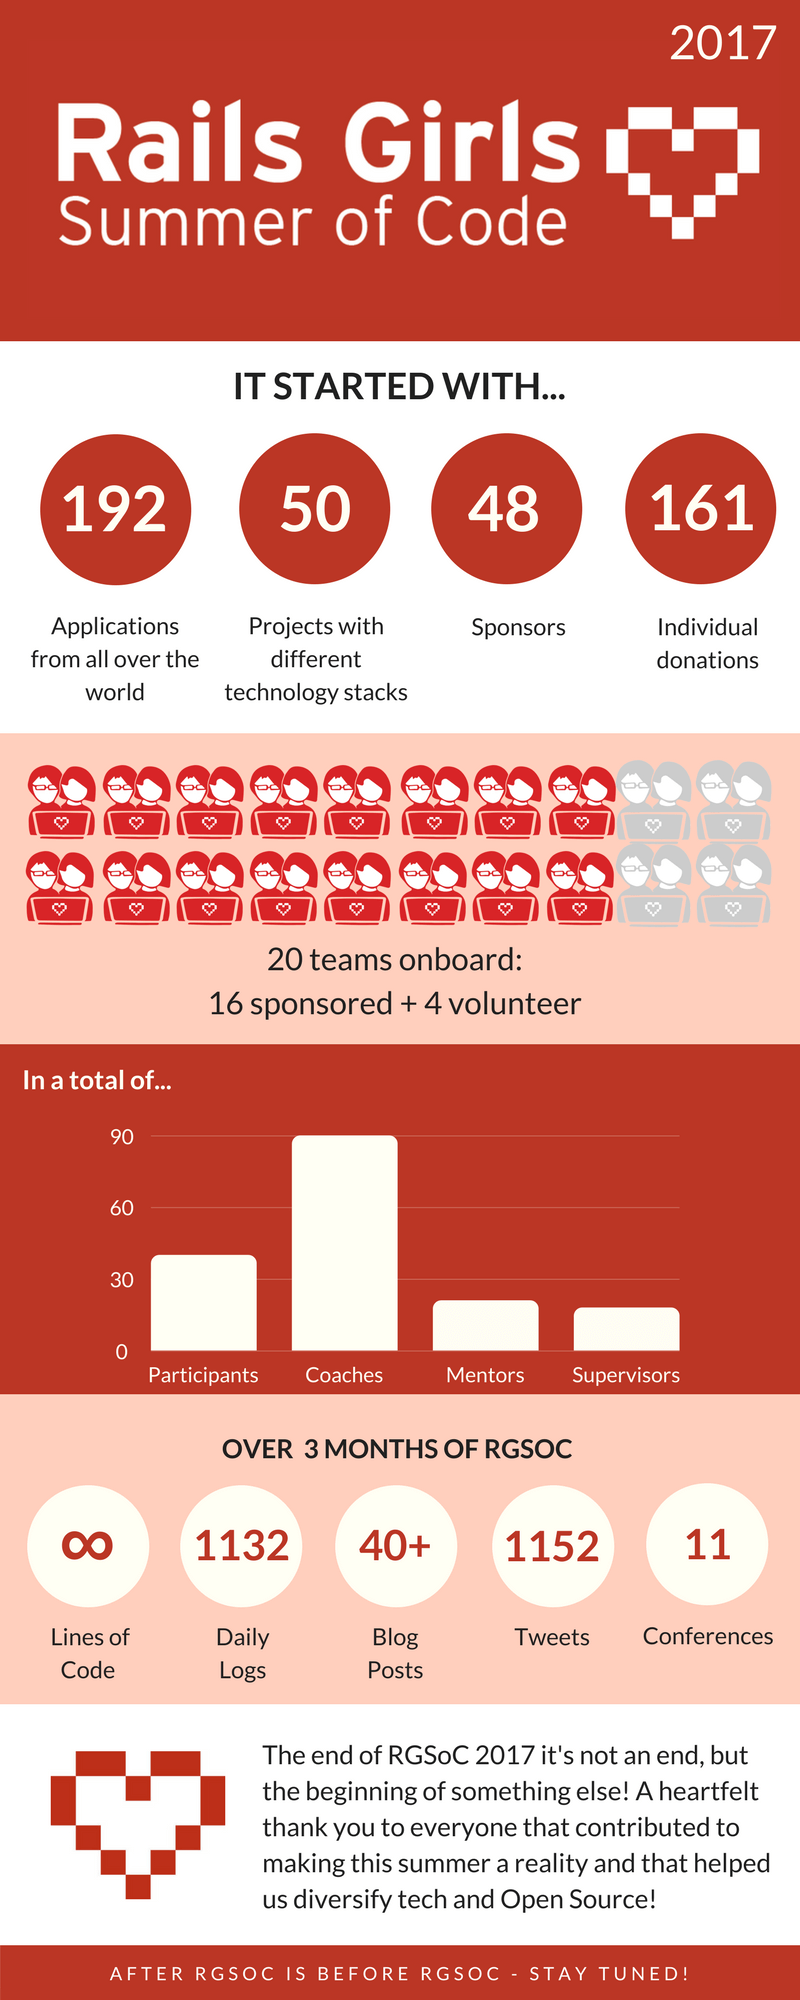 2017
Rails Girls
Summer of Code
IT STARTED WITH...
192
50
48
161
Applications
from all over the
world
Projects with
different
technology stacks
Sponsors
Individual
donations
20 teams onboard:
16 sponsored + 4 volunteer
In a total of...
90
60
30
0
Participants
Coaches
Mentors
Supervisors
OVER 3 MONTHS OF RGSOC
∞
1132
40+
1152
11
Lines of
Code
Daily
Logs
Blog
Posts
Tweets
Conferences
The end of RGSoC 2017 it's not an end, but
the beginning of something else! A heartfelt
thank you to everyone that contributed to
making this summer a reality and that helped
us diversify tech and Open Source!
AFTER RGSOC IS BEFORE RGSOC - STAY TUNED!